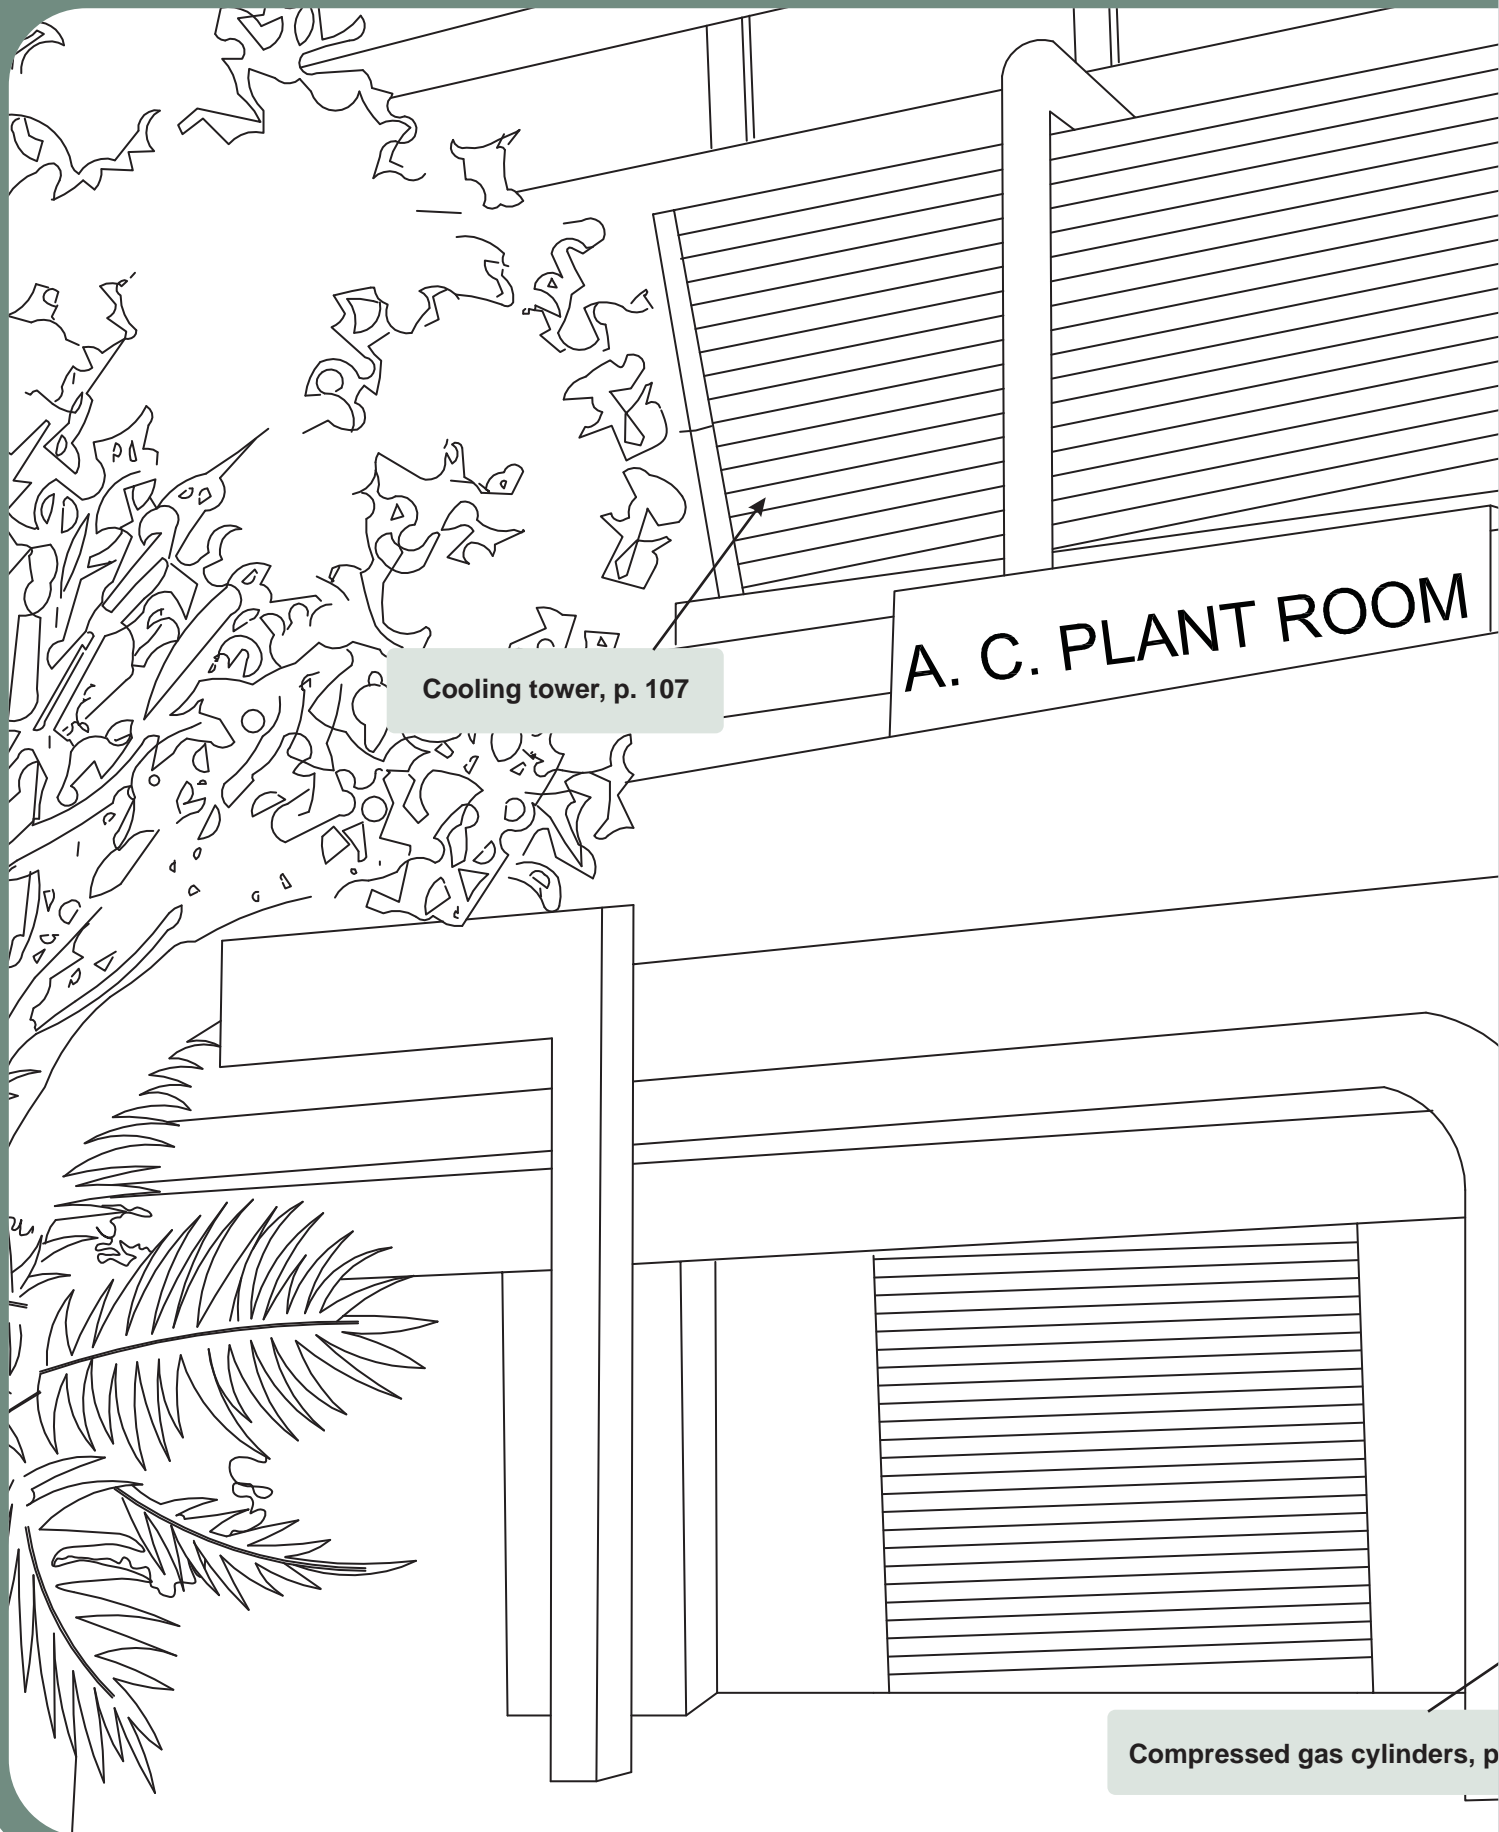 A. C. PLANT ROOM
Cooling tower, p. 107
Compressed gas cylinders, p